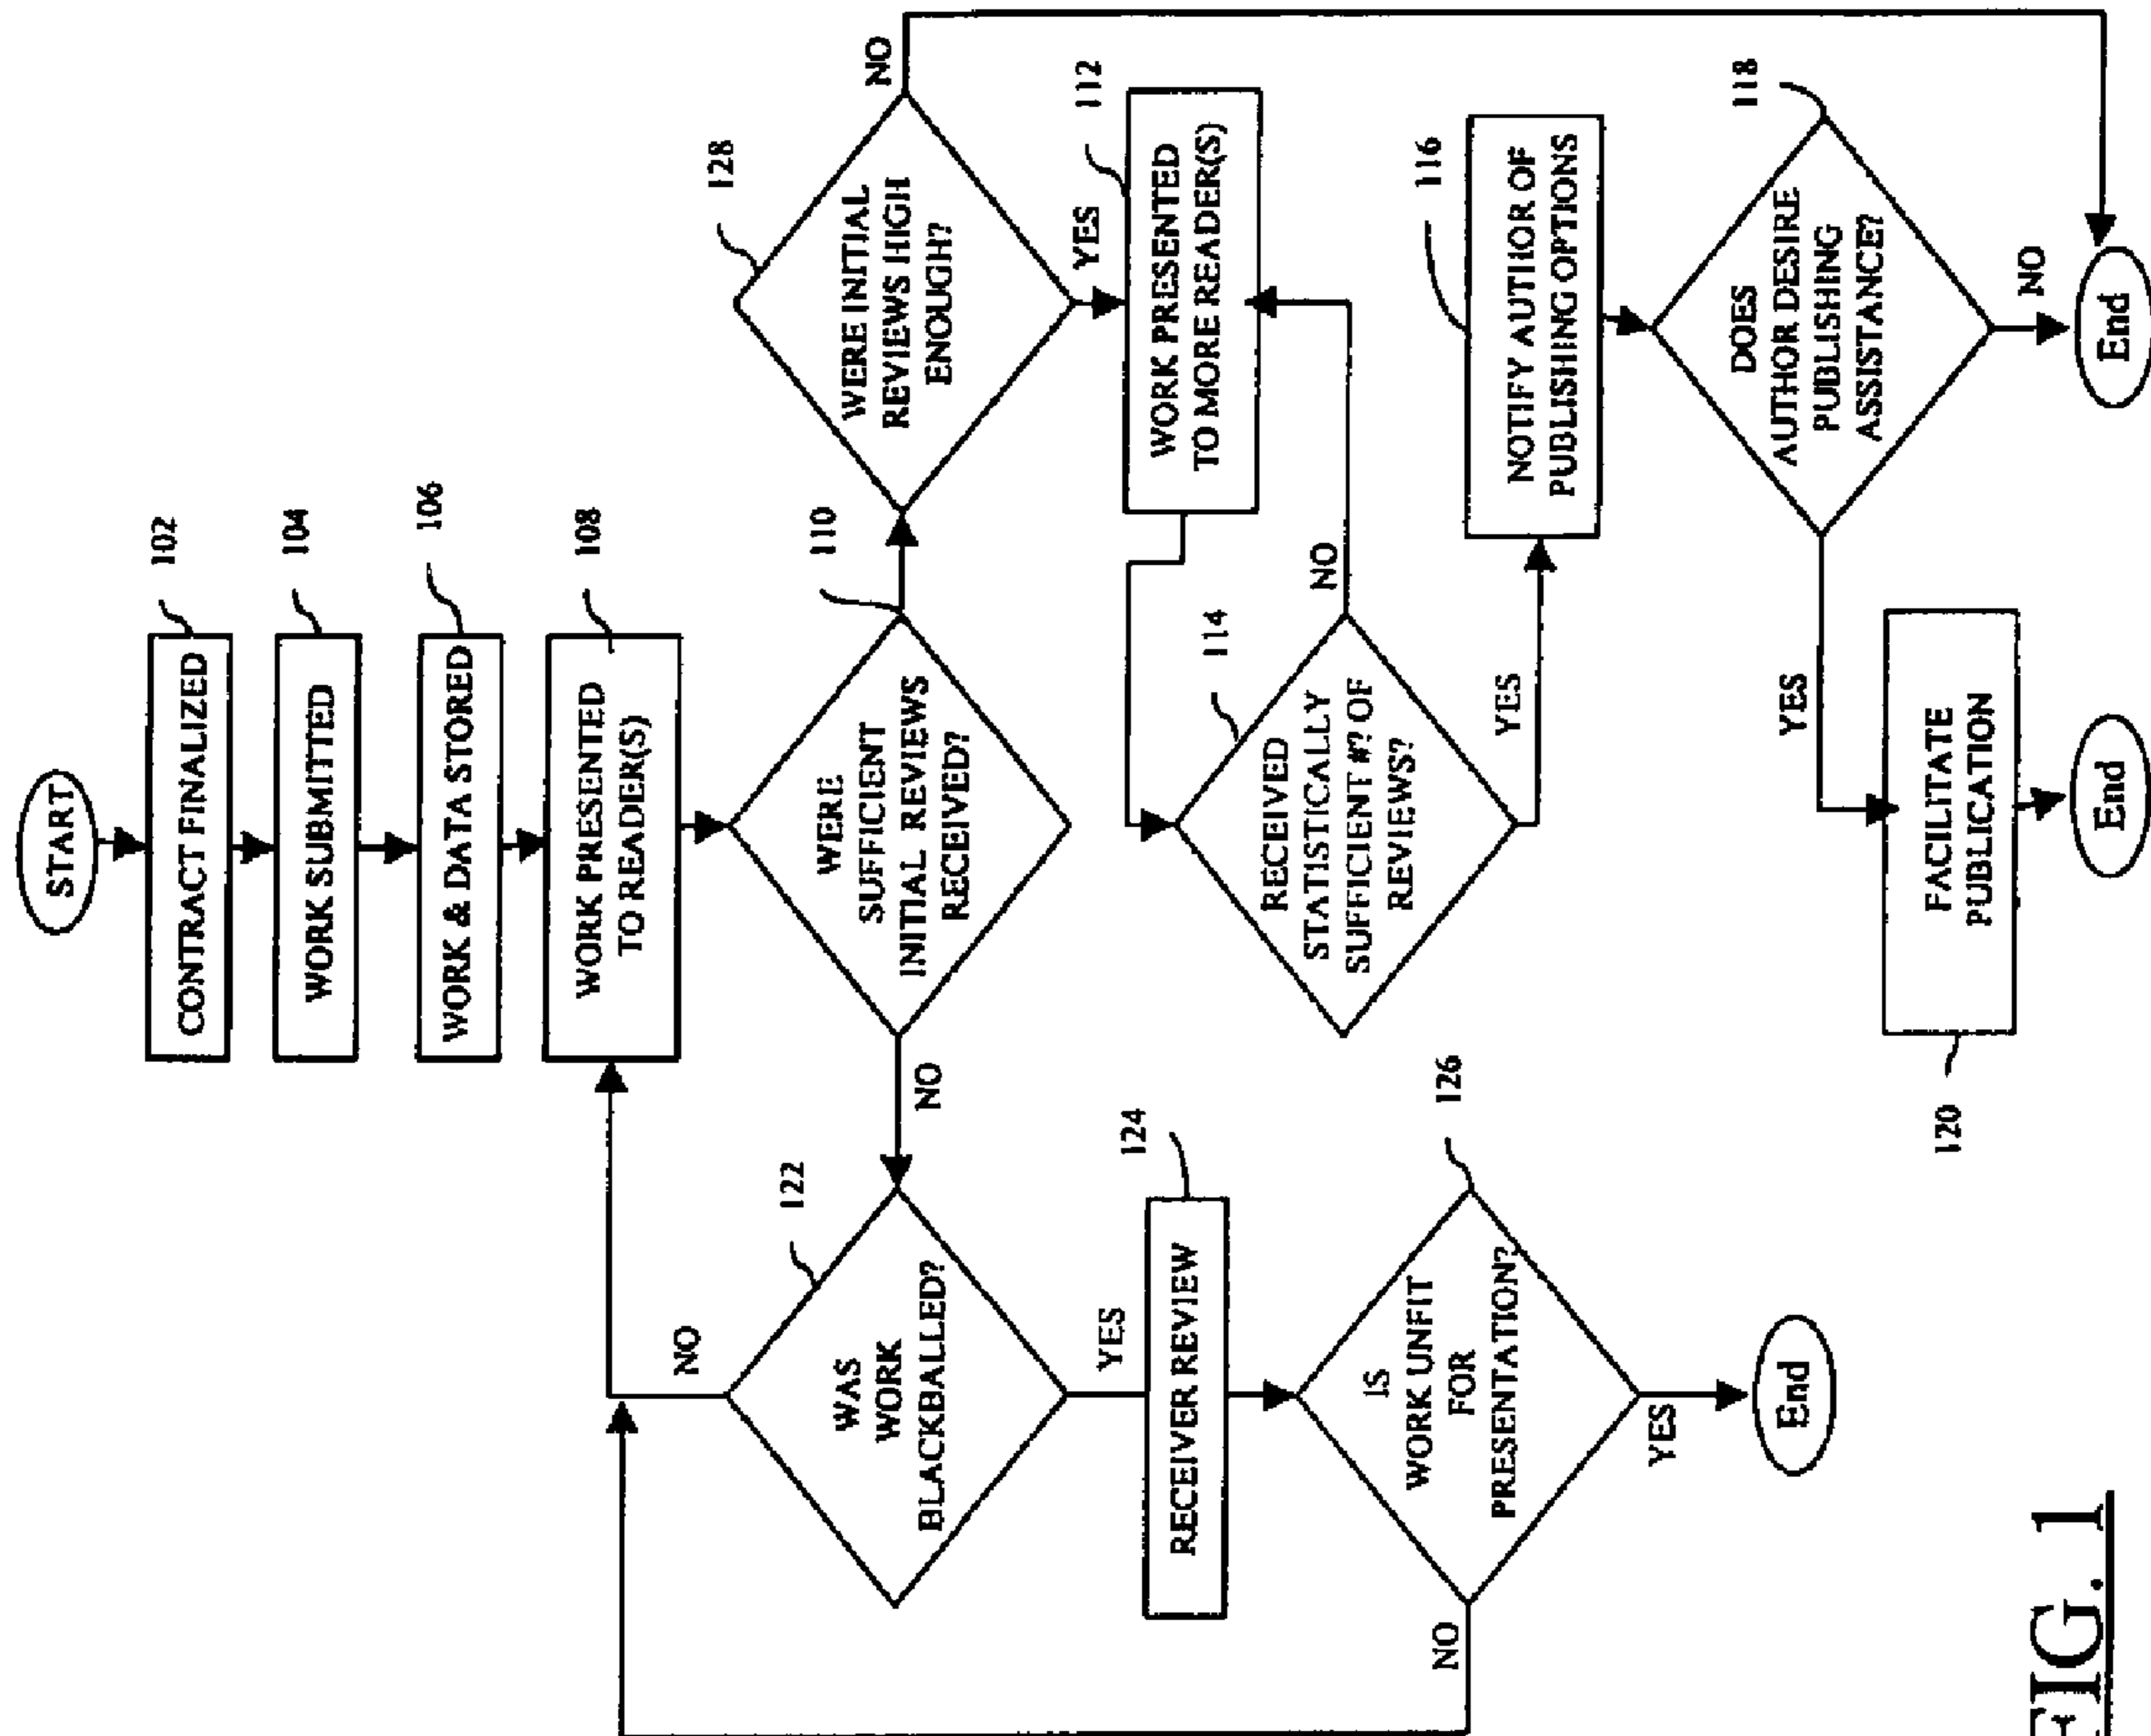 START
CONTRACT FINALIZED
102
WORK SUBMITTED
104
WORK & DATA STORED
106
WORK PRESENTED
TO READER(S)
108
WERE
SUFFICIENT
INITIAL REVIEWS
RECEIVED?
110
NO
WAS
WORK
BLACKBALLED?
122
NO
YES
RECEIVER REVIEW
124
IS
WORK UNFIT
FOR
PRESENTATION?
126
NO
YES
End
WERE INITIAL
REVIEWS HIGH
ENOUGH?
128
NO
YES
WORK PRESENTED
TO MORE READER(S)
112
RECEIVED
STATISTICALLY
SUFFICIENT #? OF
REVIEWS?
114
NO
YES
NOTIFY AUTHOR OF
PUBLISHING OPTIONS
116
DOES
AUTHOR DESIRE
PUBLISHING
ASSISTANCE?
118
YES
NO
FACILITATE
PUBLICATION
120
End
End
FIG. 1